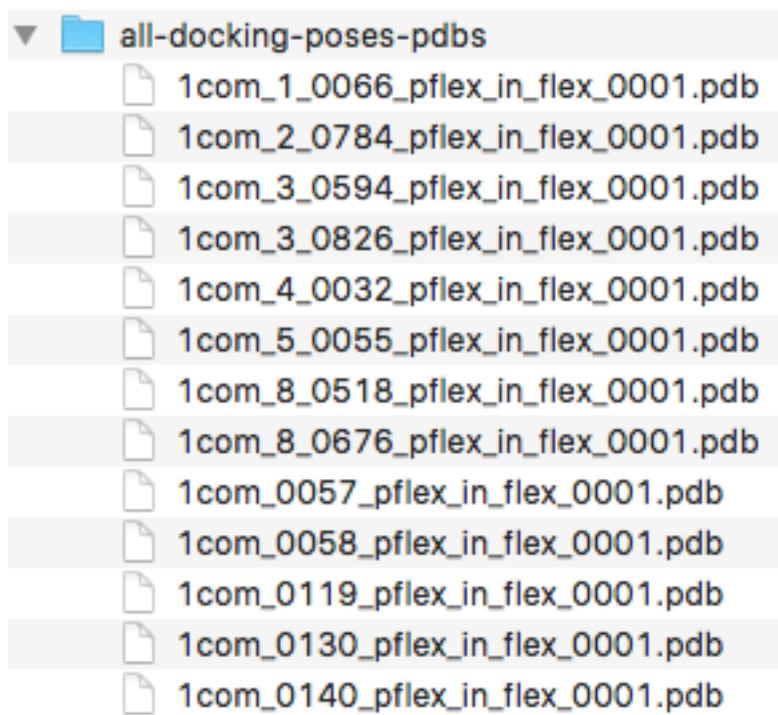 all-docking-poses-pdbs
1com_1_0066_pflex_in_flex_0001.pdb
1com_2_0784_pflex_in_flex_0001.pdb
1com_3_0594_pflex_in_flex_0001.pdb
1com_3_0826_pflex_in_flex_0001.pdb
1com_4_0032_pflex_in_flex_0001.pdb
1com_5_0055_pflex_in_flex_0001.pdb
1com_8_0518_pflex_in_flex_0001.pdb
1com_8_0676_pflex_in_flex_0001.pdb
1com_0057_pflex_in_flex_0001.pdb
1com_0058_pflex_in_flex_0001.pdb
1com_0119_pflex_in_flex_0001.pdb
1com_0130_pflex_in_flex_0001.pdb
1com_0140_pflex_in_flex_0001.pdb